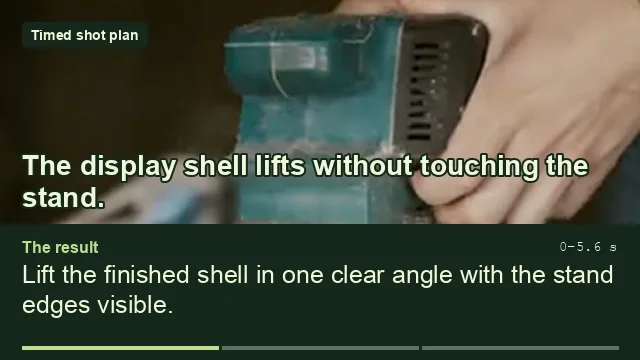 Timed shot plan
The display shell lifts without touching the
stand.
The result
0–5.6 s
Lift the finished shell in one clear angle with the stand
edges visible.